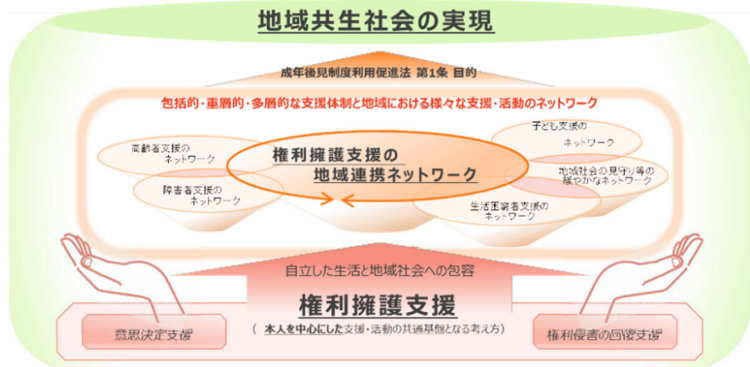 地域共生社会の実現
成年後見制度利用促進法 第1条 目的
包括的・重層的・多層的な支援体制と地域における様々な支援・活動のネットワーク
高齢者支援の
ネットワーク
障害者支援の
ネットワーク
権利擁護支援の
地域連携ネットワーク
子ども支援の
ネットワーク
地域社会の見守り等の
緩やかなネットワーク
生活困窮者支援の
ネットワーク
自立した生活と地域社会への包容
権利擁護支援
( 本人を中心にした支援・活動の共通基盤となる考え方)
意思決定支援
権利侵害の回復支援